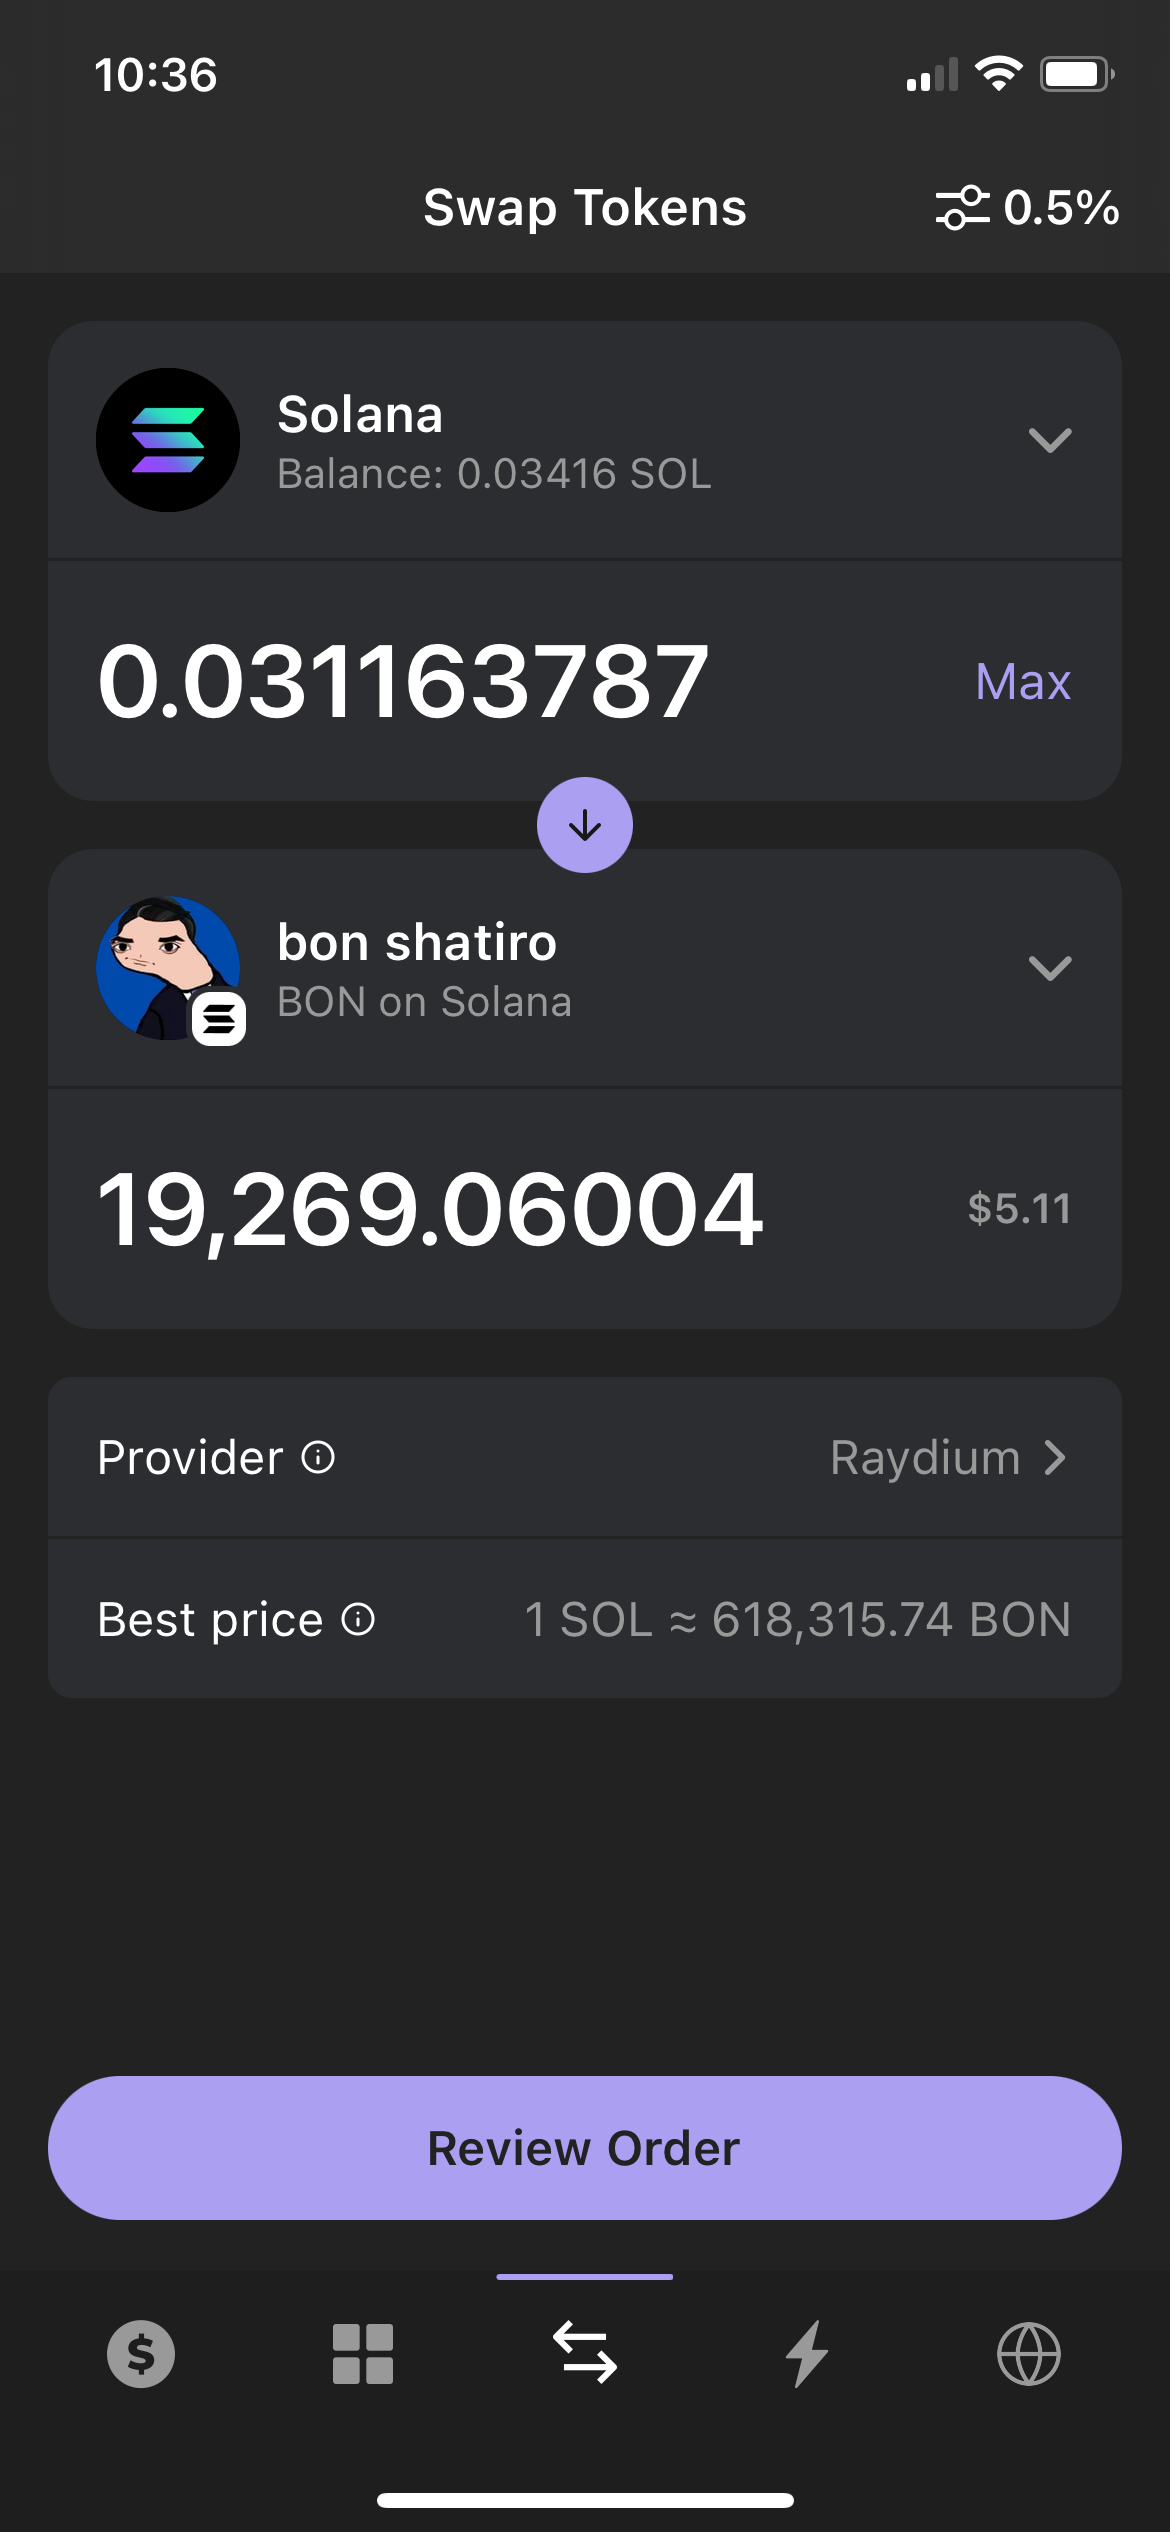 10:36
Swap Tokens
0.5%
Solana
Balance: 0.03416 SOL
0.031163787
Max
bon shatiro
BON on Solana
19,269.06004
$5.11
Provider
Raydium
Best price
1 SOL ≈ 618,315.74 BON
Review Order